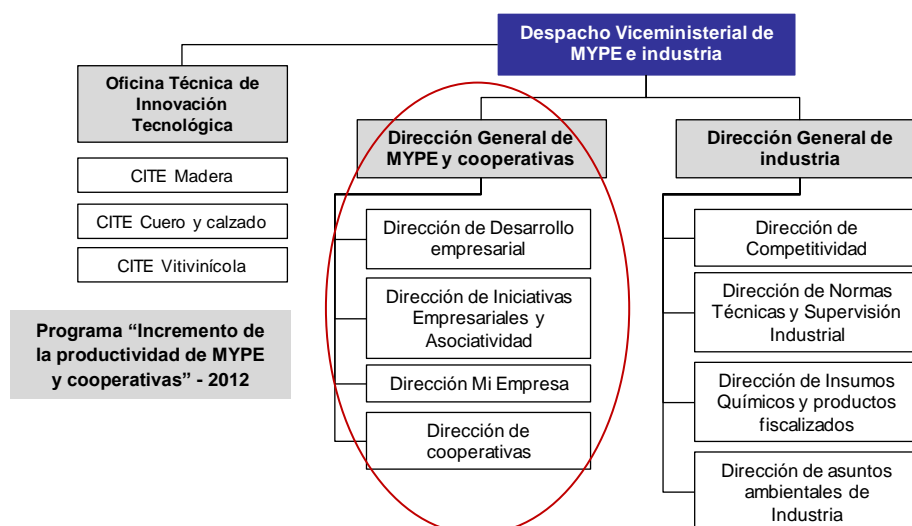 Despacho Viceministerial de
MYPE e industria
Oficina Técnica de
Innovación
Tecnológica
CITE Madera
CITE Cuero y calzado
CITE Vitivinícola
Programa “Incremento de
la productividad de MYPE
y cooperativas” - 2012
Dirección General de
MYPE y cooperativas
Dirección de Desarrollo
empresarial
Dirección de Iniciativas
Empresariales y
Asociatividad
Dirección Mi Empresa
Dirección de
cooperativas
Dirección General de
industria
Dirección de
Competitividad
Dirección de Normas
Técnicas y Supervisión
Industrial
Dirección de Insumos
Químicos y productos
fiscalizados
Dirección de asuntos
ambientales de
Industria